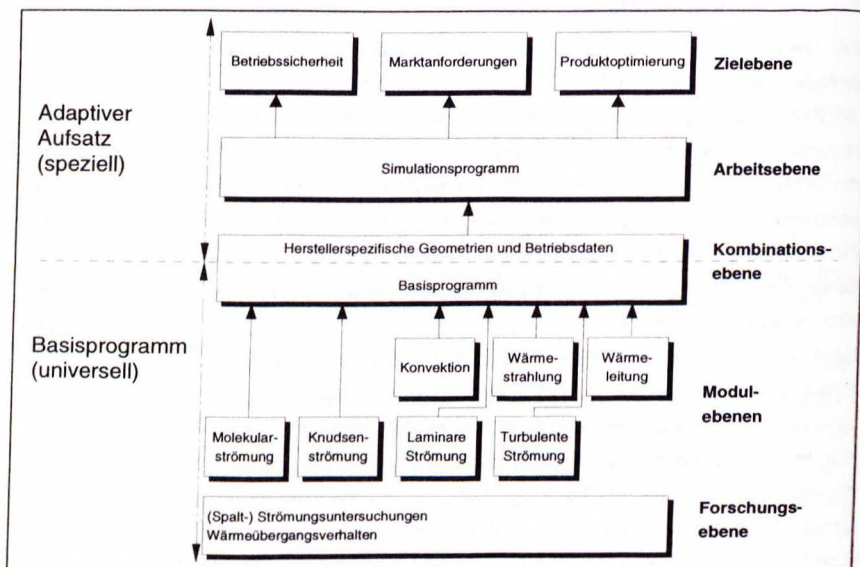 Betriebssicherheit
Marktanforderungen
Produktoptimierung
Zielebene
Adaptiver
Aufsatz
(speziell)
Simulationsprogramm
Arbeitsebene
Herstellerspezifische Geometrien und Betriebsdaten
Kombinations-
ebene
Basisprogramm
Basisprogramm
(universell)
Konvektion
Wärme-
strahlung
Wärme-
leitung
Modul-
ebenen
Molekular-
strömung
Knudsen-
strömung
Laminare
Strömung
Turbulente
Strömung
(Spalt-) Strömungsuntersuchungen
Wärmeübergangsverhalten
Forschungs-
ebene